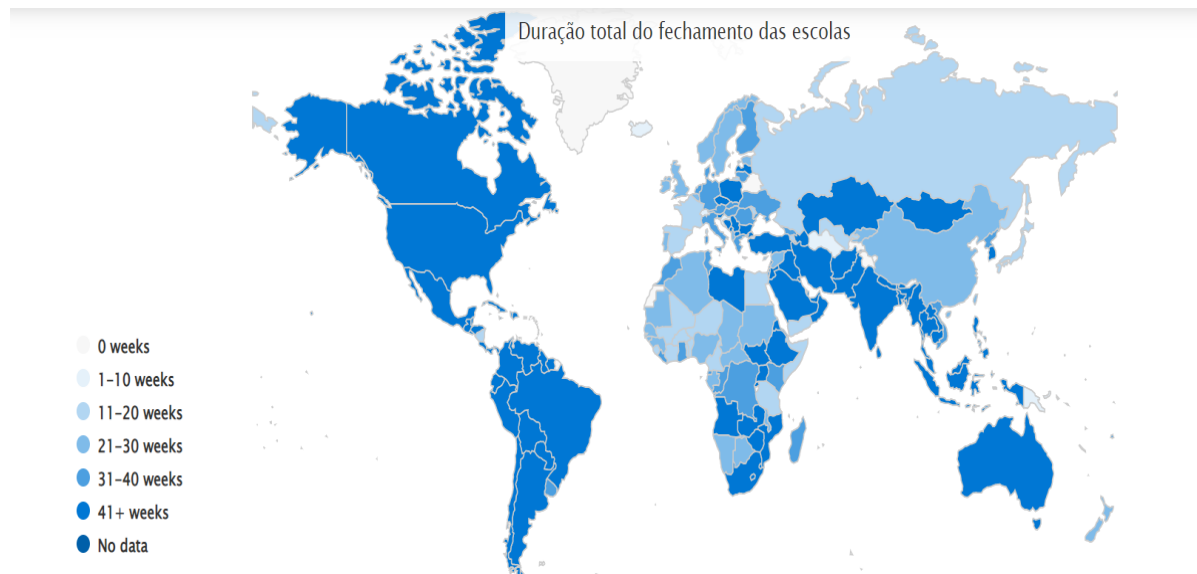 Duração total do fechamento das escolas
0 weeks
1–10 weeks
11–20 weeks
21–30 weeks
31–40 weeks
41+ weeks
No data